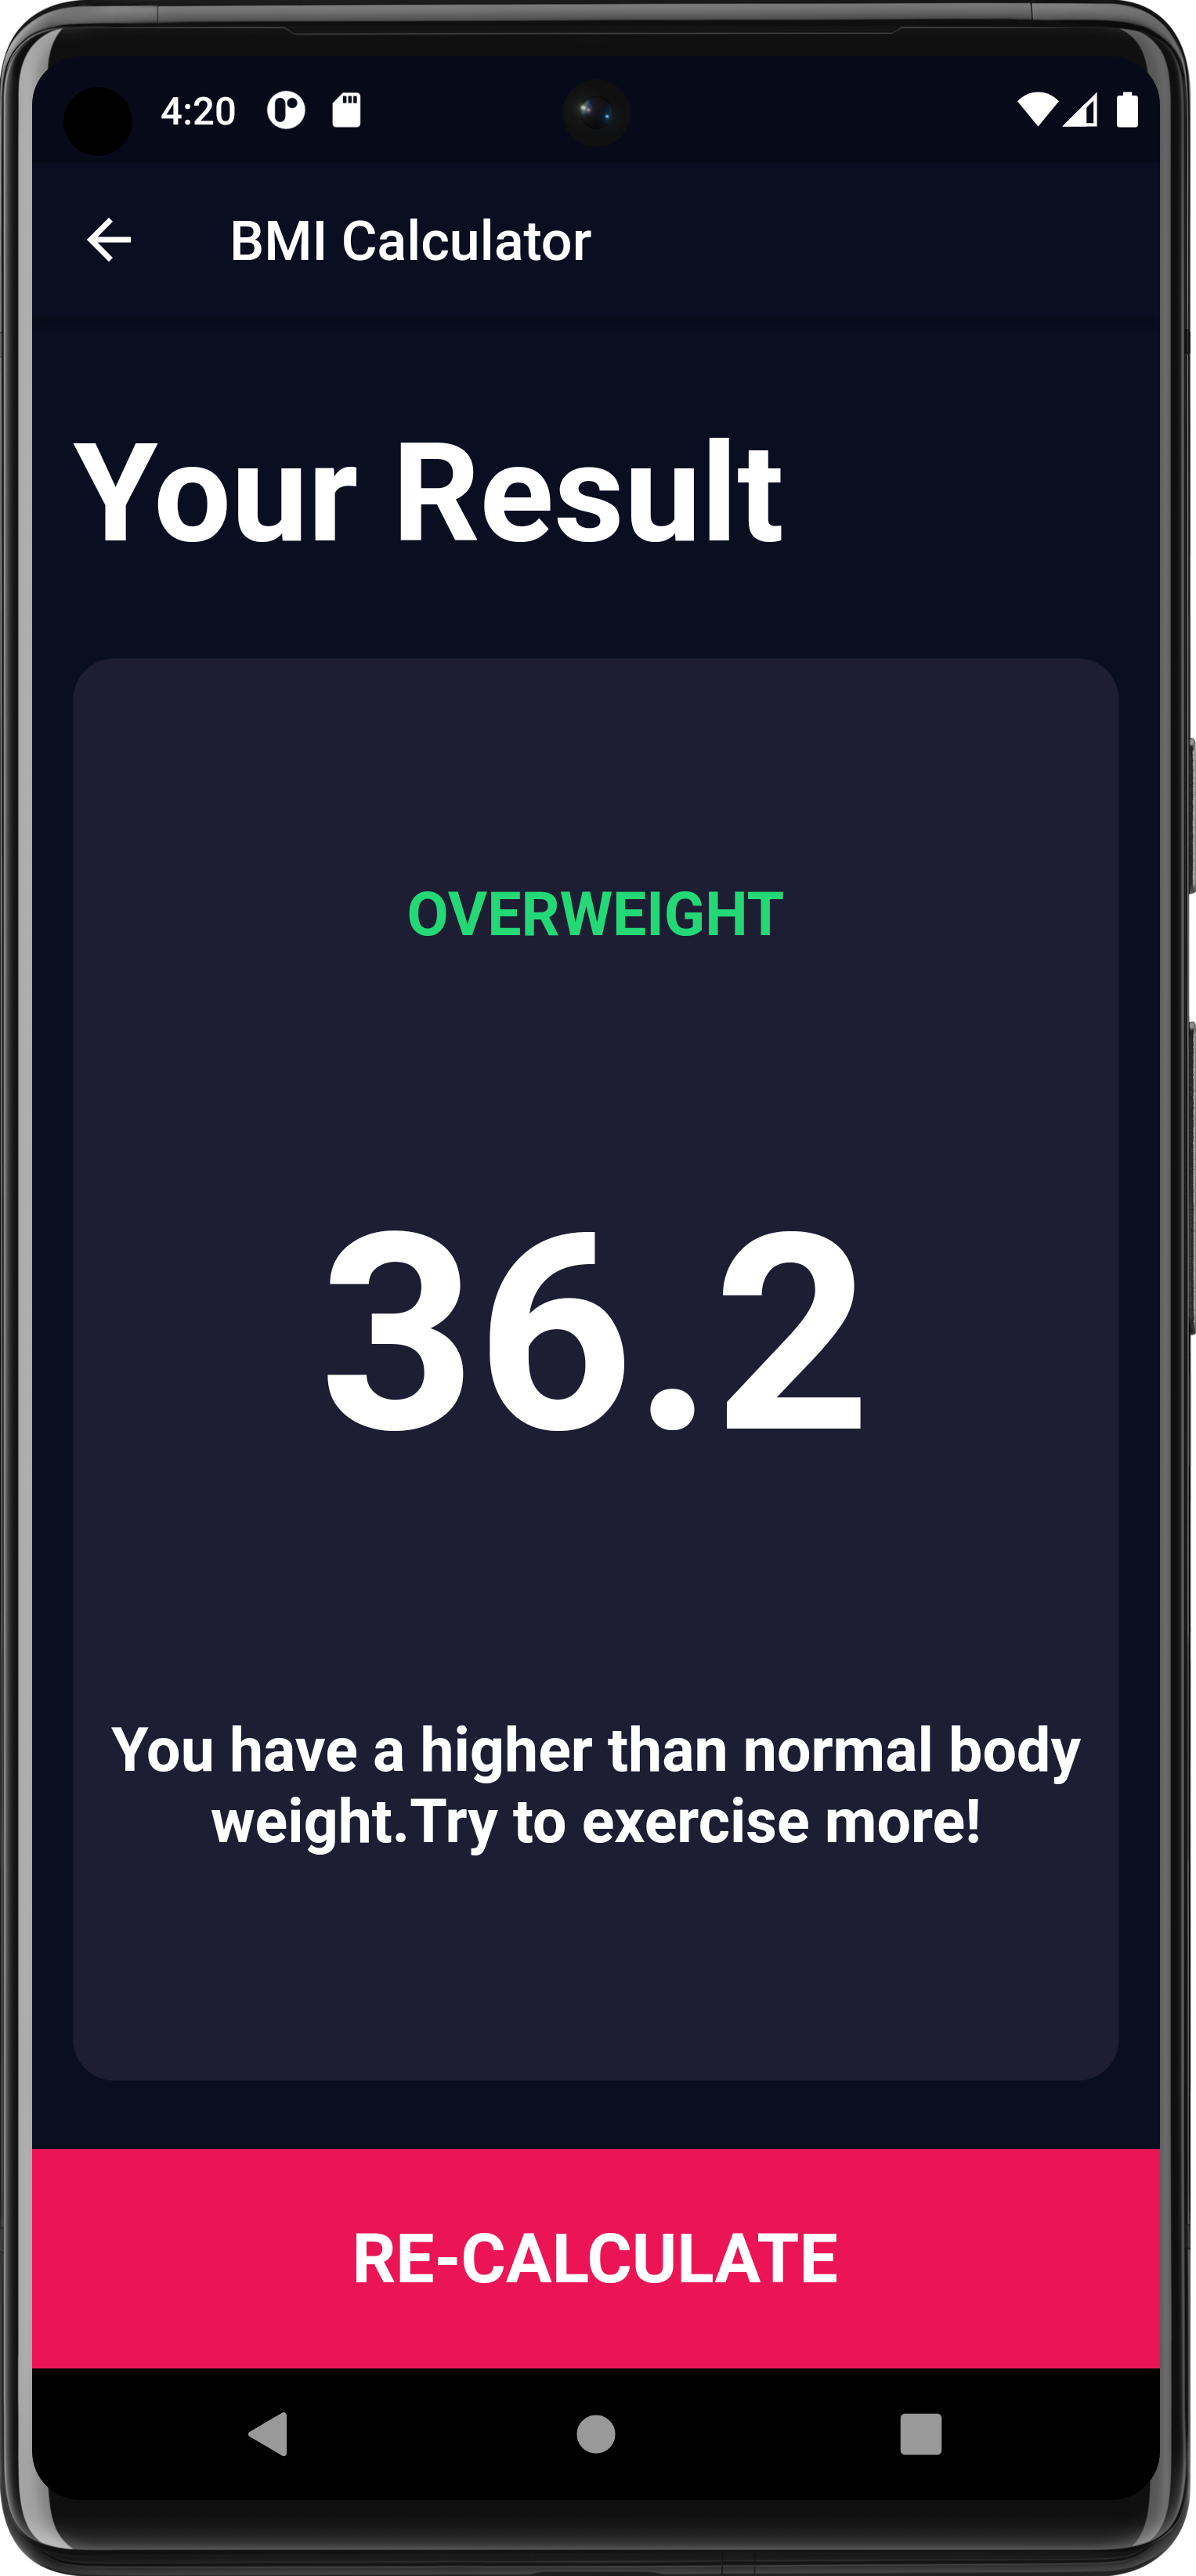 4:20
BMI Calculator
Your Result
OVERWEIGHT
36.2
You have a higher than normal body
weight.Try to exercise more!
RE-CALCULATE